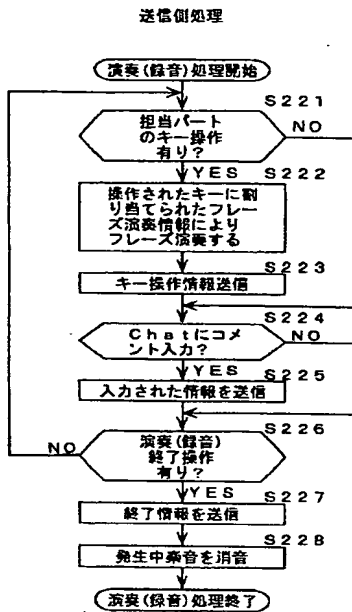 送信側処理
演奏(録音)処理開始
S221
担当パート
のキー操作
有り?
NO
YES
S222
操作されたキーに割
り当てられたフレー
ズ演奏情報により
フレーズ演奏する
S223
キー操作情報送信
S224
Chatにコメ
ント入力?
NO
YES
S225
入力された情報を送信
S226
演奏(録音)
終了操作
有り?
NO
YES
S227
終了情報を送信
S228
発生中楽音を消音
演奏(録音)処理終了